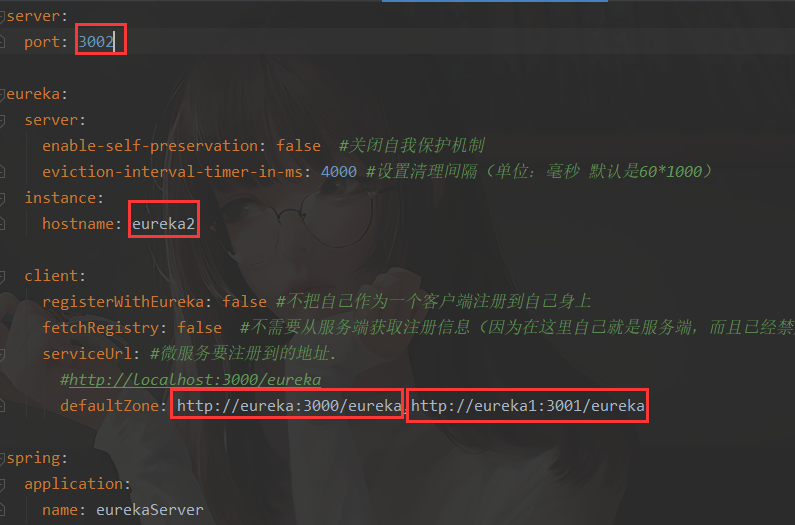 server:
port: 3002
eureka:
server:
enable-self-preservation: false #关闭自我保护机制
eviction-interval-timer-in-ms: 4000 #设置清理间隔（单位：毫秒 默认是60*1000）
instance:
hostname: eureka2
client:
registerWithEureka: false #不把自己作为一个客户端注册到自己身上
fetchRegistry: false #不需要从服务端获取注册信息（因为在这里自己就是服务端，而且已经禁
serviceUrl: #微服务要注册到的地址.
#http://localhost:3000/eureka
defaultZone: http://eureka:3000/eureka,http://eureka1:3001/eureka
spring:
application:
name: eurekaServer